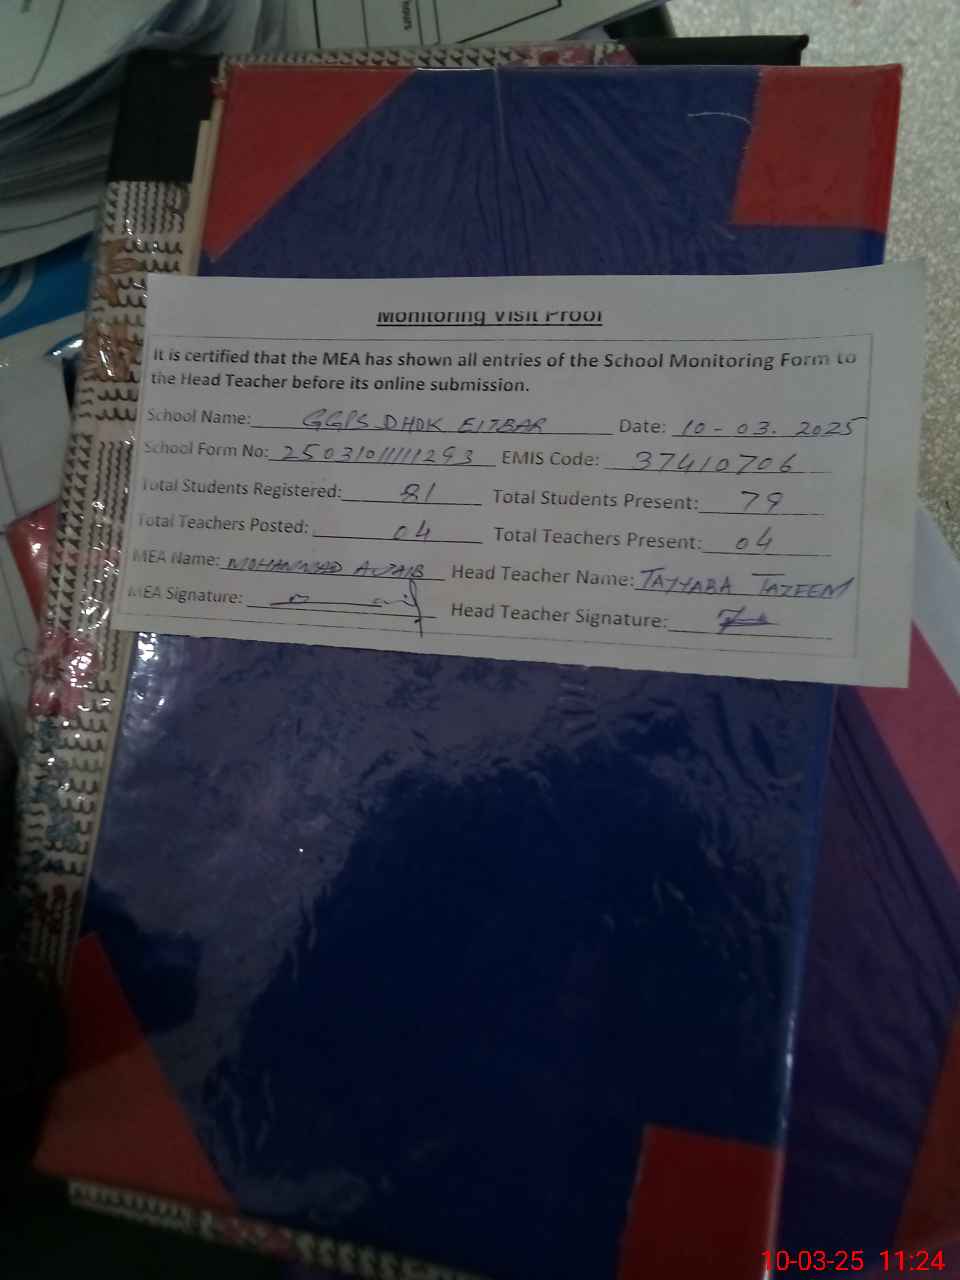 Monitoring Visit Proof
It is certified that the MEA has shown all entries of the School Monitoring Form to
the Head Teacher before its online submission.
School Name: GGPS DHOK EITBAR Date: 10-03.2025
School Form No: 25031011111293 EMIS Code: 37410706
Total Students Registered: 81 Total Students Present: 79
Total Teachers Posted: 04 Total Teachers Present: 04
MEA Name: MOHAMMAD Head Teacher Name: TAYYABA TAZEEM
MEA Signature: Head Teacher Signature:
10-03-25 11:24